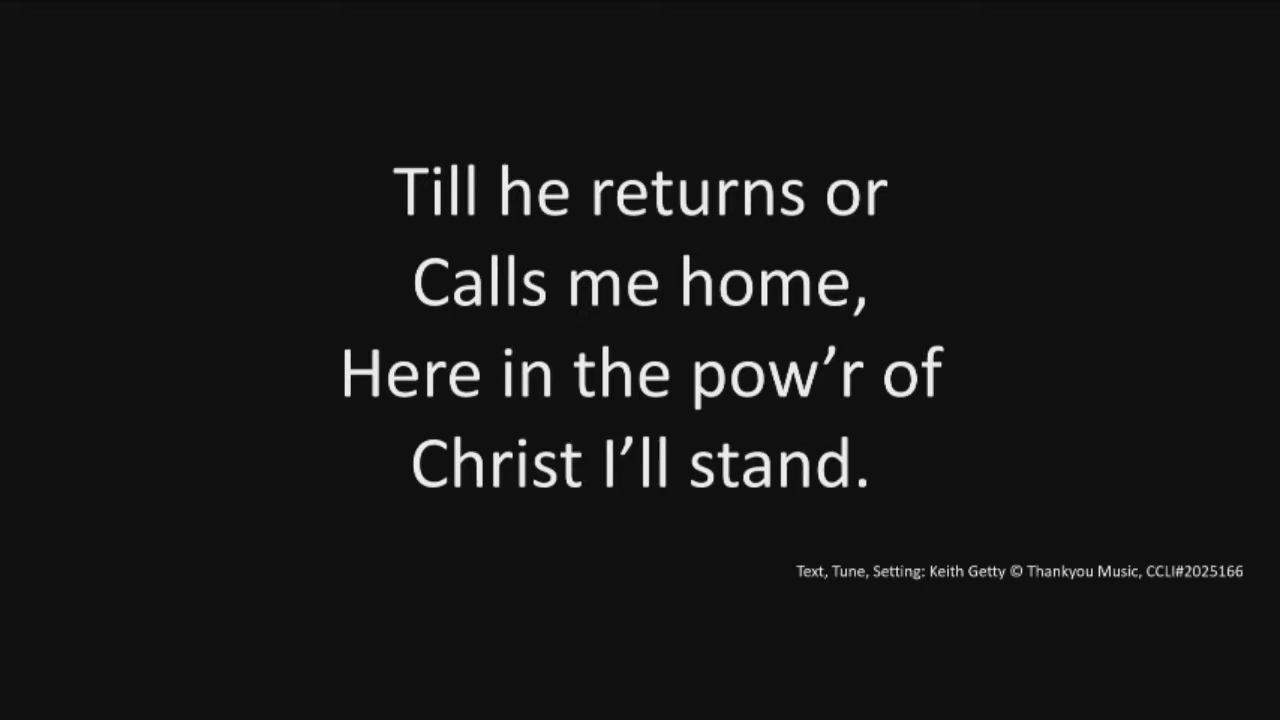 Till he returns or
Calls me home,
Here in the pow’r of
Christ I’ll stand.
Text, Tune, Setting: Keith Getty © Thankyou Music, CCLI#2025166